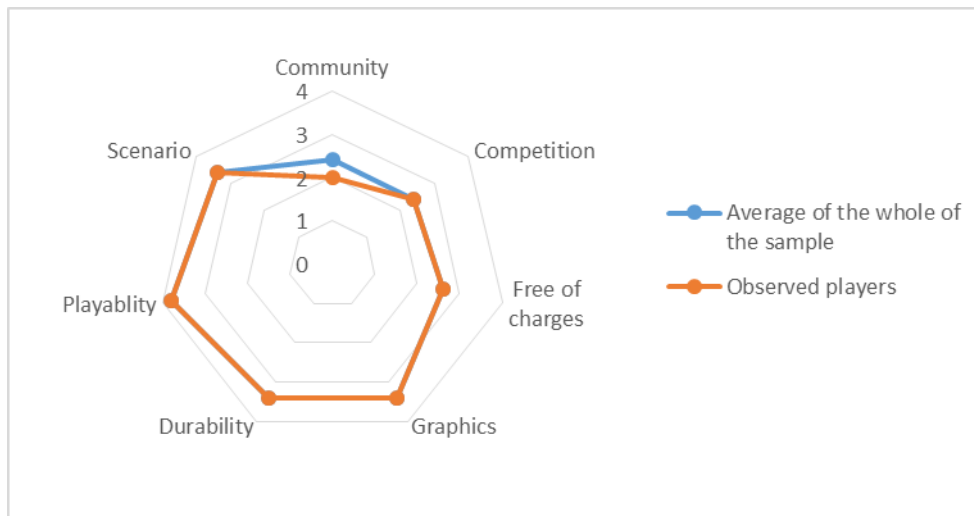 Community
4
3
2
1
0
Scenario
Competition
Playablity
Free of
charges
Durability
Graphics
Average of the whole of
the sample
Observed players